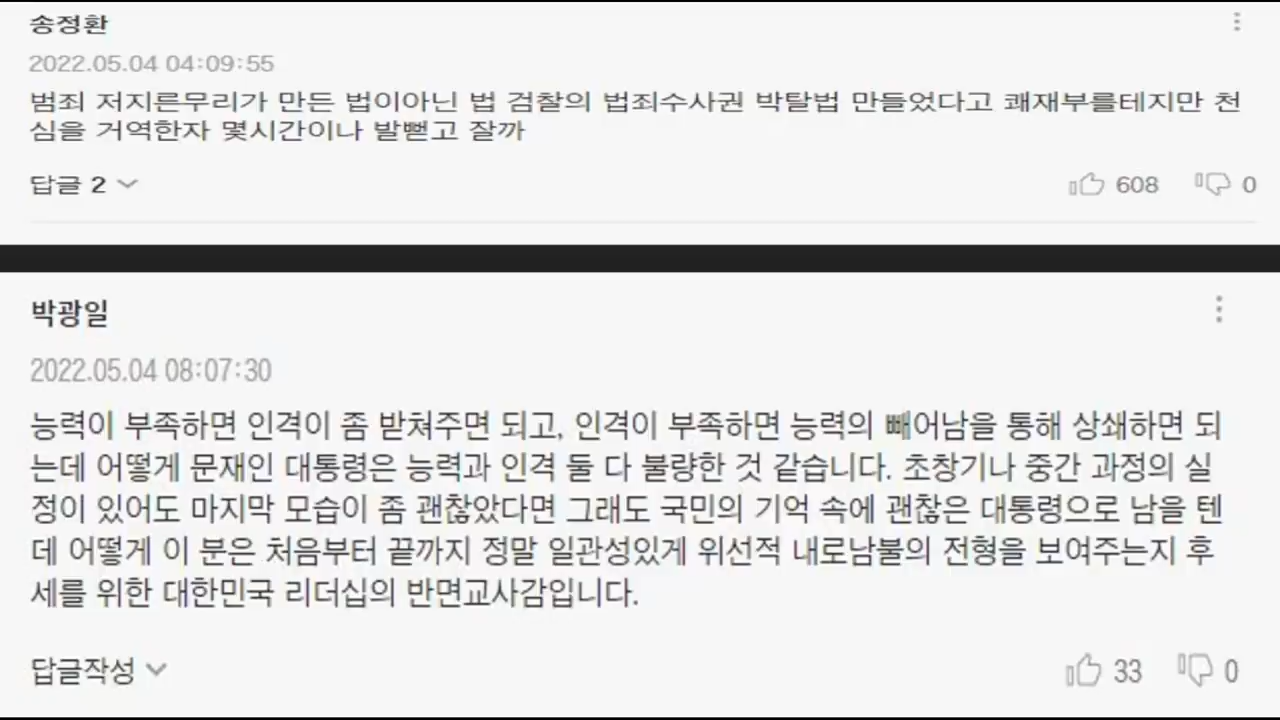 송정환
2022.05.04 04:09:55
범죄 저지른무리가 만든 법이아닌 법 검찰의 범죄수사권 박탈법 만들었다고 쾌재부를테지만 천
심을 거역한자 몇시간이나 발뻗고 잘까
답글 2
608 0
박광일
2022.05.04 08:07:30
능력이 부족하면 인격이 좀 받쳐주면 되고, 인격이 부족하면 능력의 빼어남을 통해 상쇄하면 되
는데 어떻게 문재인 대통령은 능력과 인격 둘 다 불량한 것 같습니다. 초창기나 중간 과정의 실
정이 있어도 마지막 모습이 좀 괜찮았다면 그래도 국민의 기억 속에 괜찮은 대통령으로 남을 텐
데 어떻게 이 분은 처음부터 끝까지 정말 일관성있게 위선적 내로남불의 전형을 보여주는지 후
세를 위한 대한민국 리더십의 반면교사감입니다.
답글작성
33 0